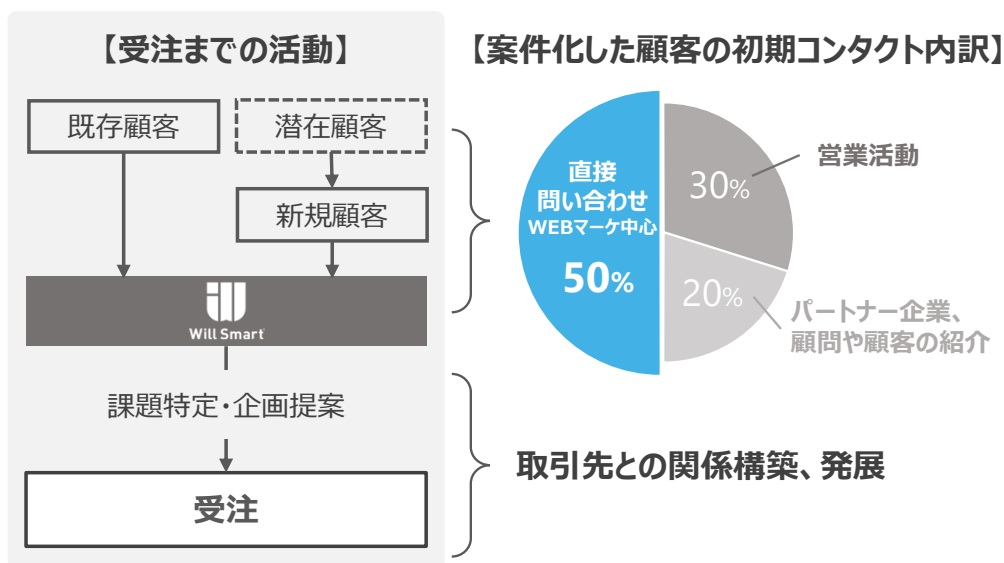 【受注までの活動】
既存顧客
潜在顧客
新規顧客
Will Smart
課題特定・企画提案
受注
【案件化した顧客の初期コンタクト内訳】
直接
問い合わせ
WEBマーケ中心
50%
30%
営業活動
20%
パートナー企業、
顧問や顧客の紹介
取引先との関係構築、発展